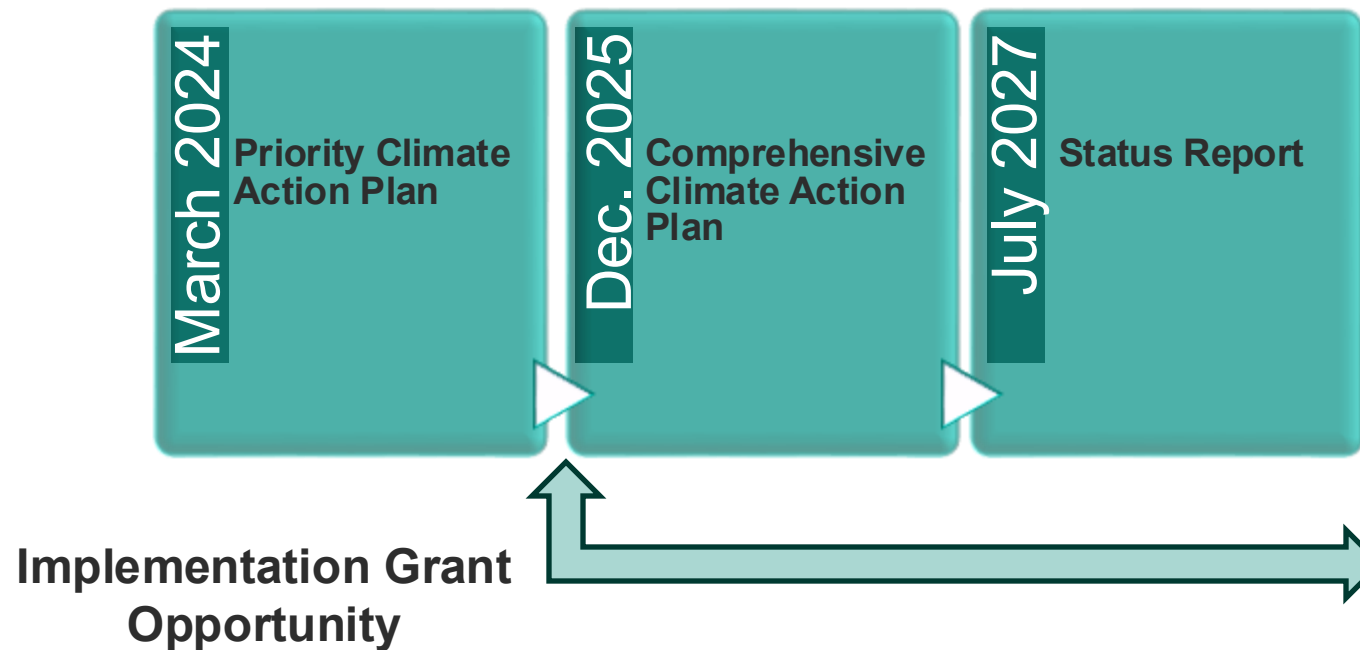 March 2024
Priority Climate
Action Plan
Dec. 2025
Comprehensive
Climate Action
Plan
July 2027
Status Report
Implementation Grant
Opportunity